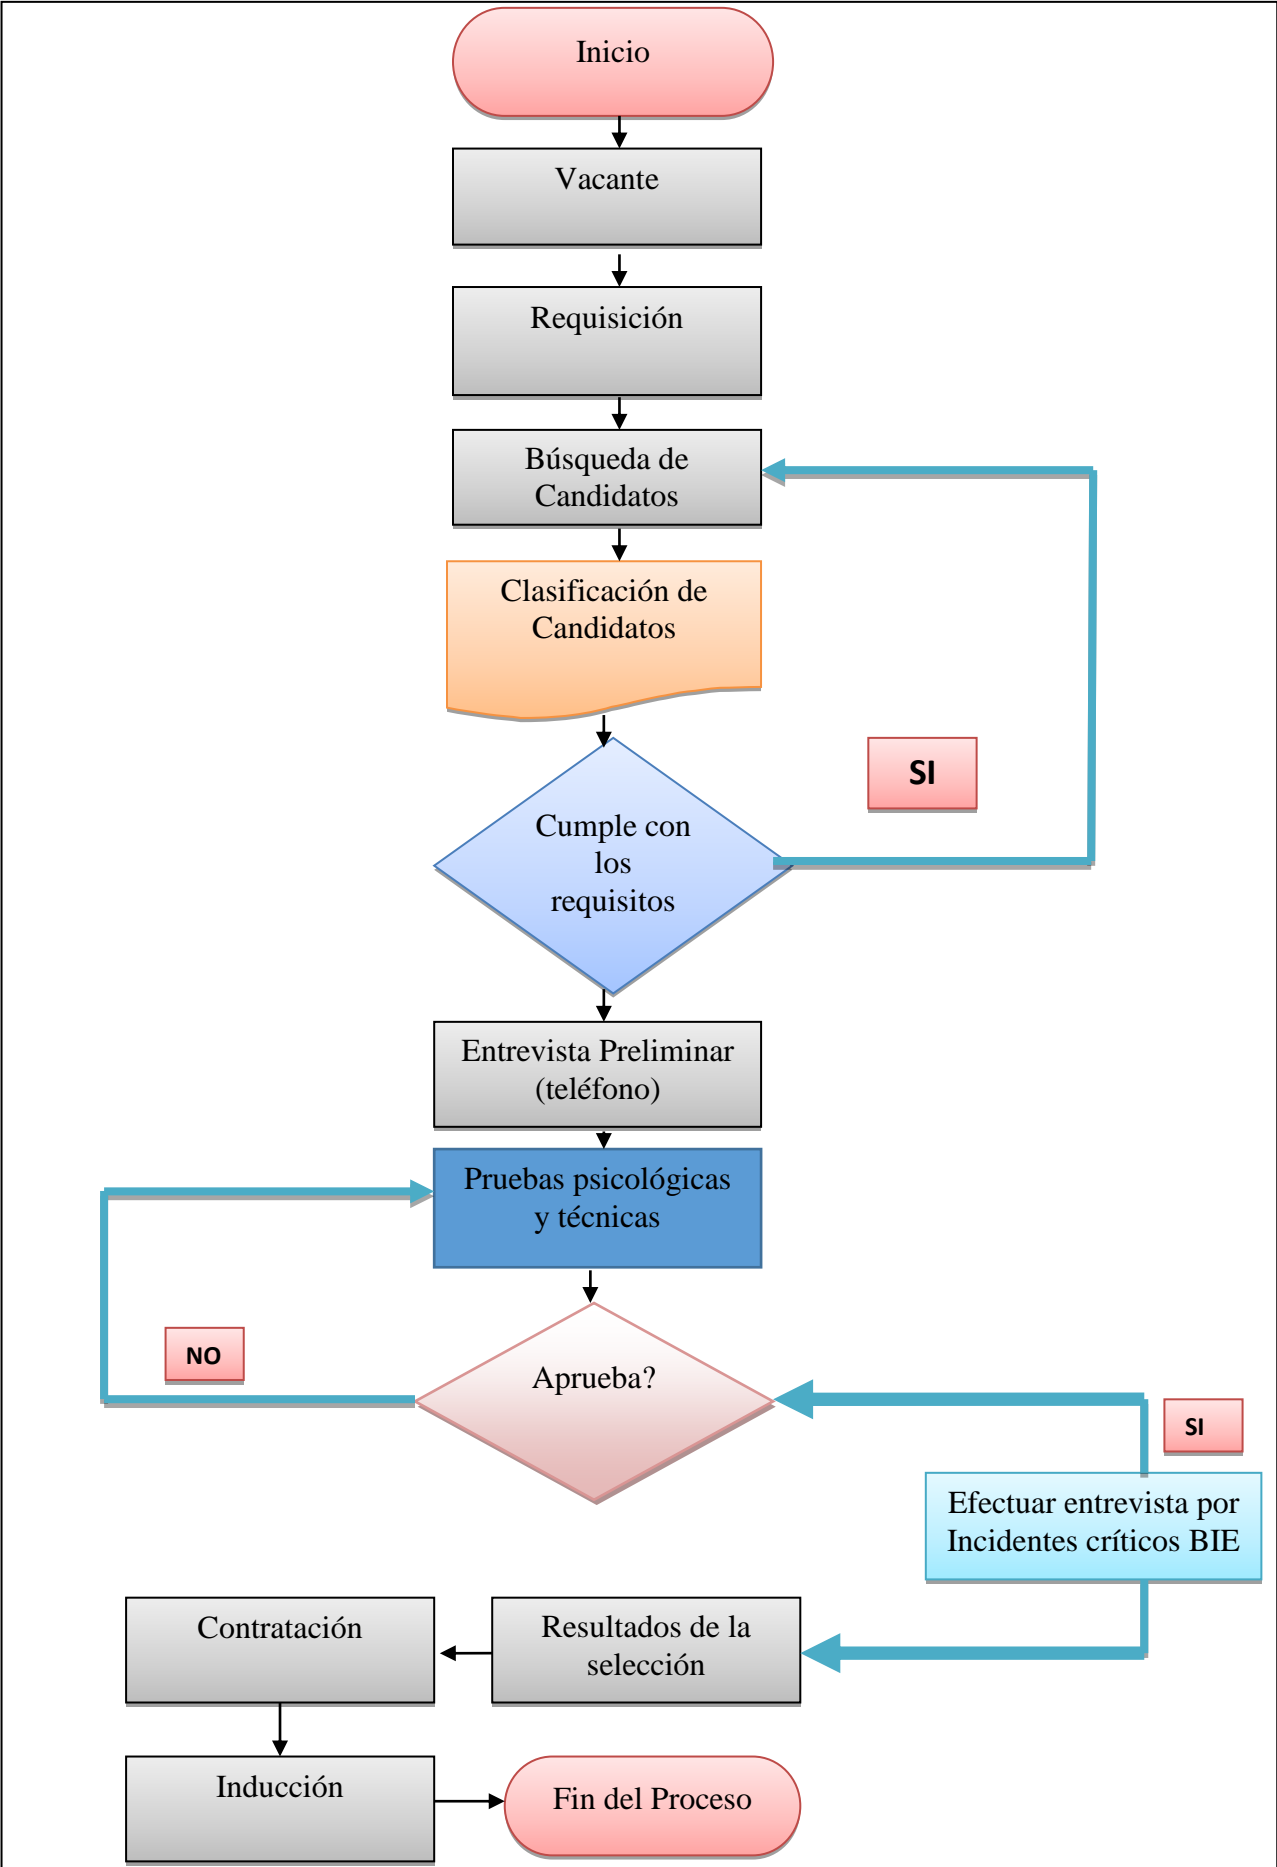 Inicio
Vacante
Requisición
Búsqueda de
Candidatos
Clasificación de
Candidatos
SI
Cumple con
los
requisitos
Entrevista Preliminar
(teléfono)
Pruebas psicológicas
y técnicas
NO
Aprueba?
SI
Efectuar entrevista por
Incidentes críticos BIE
Contratación
Resultados de la
selección
Inducción
Fin del Proceso